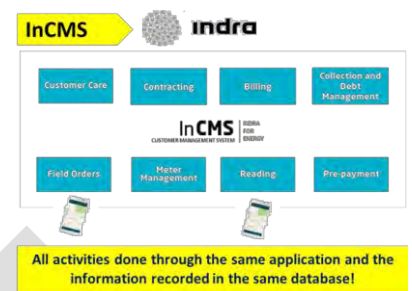 InCMS
indra
Customer Care
Contracting
Billing
Collection and
Debt
Management
InCMS
INDRA
FOR
ENERGY
CUSTOMER MANAGEMENT SYSTEM
Field Orders
Meter
Management
Reading
Pre-payment
All activities done through the same application and the
information recorded in the same database!